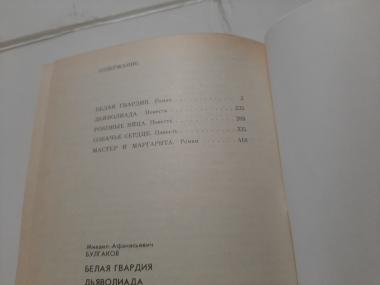 СОДЕРЖАНИЕ
БЕЛАЯ ГВАРДИЯ. Роман 3
ДЬЯВОЛИАДА. Повесть
РОКОВЫЕ ЯЙЦА. Повесть
СОБАЧЬЕ СЕРДЦЕ. Повесть
МАСТЕР И МАРГАРИТА. Роман
Михаил Афанасьевич
БУЛГАКОВ
БЕЛАЯ ГВАРДИЯ
ДЬЯВОЛИАДА